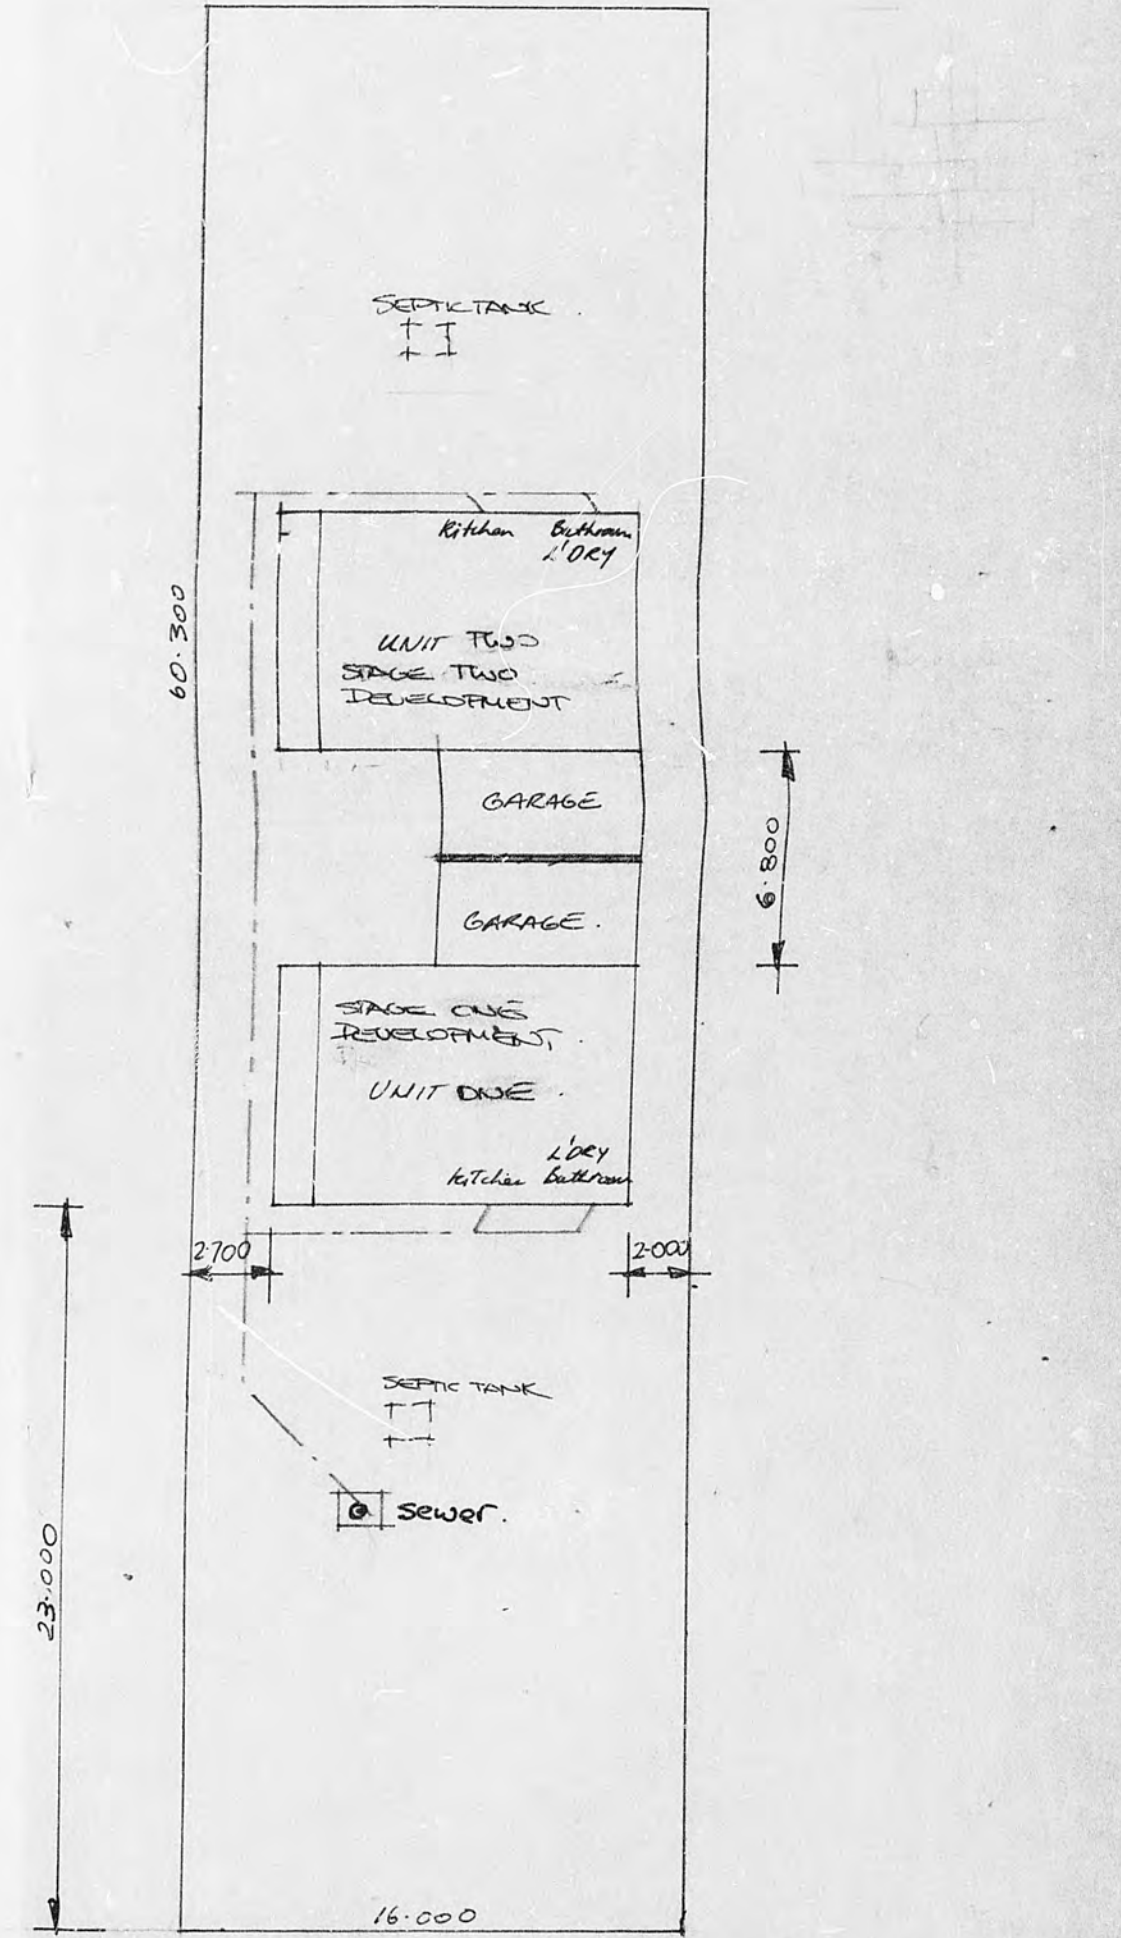 SEPTIC TANK.
60.300
Kitchen Bathroom
L'DRY
UNIT TWO
STAGE TWO
DEVELOPMENT
GARAGE
6.800
GARAGE.
STAGE ONE
DEVELOPMENT.
UNIT ONE.
L'DRY
Kitchen Bathroom
2.700
2.000
SEPTIC TANK
Sewer.
23.000
16.000